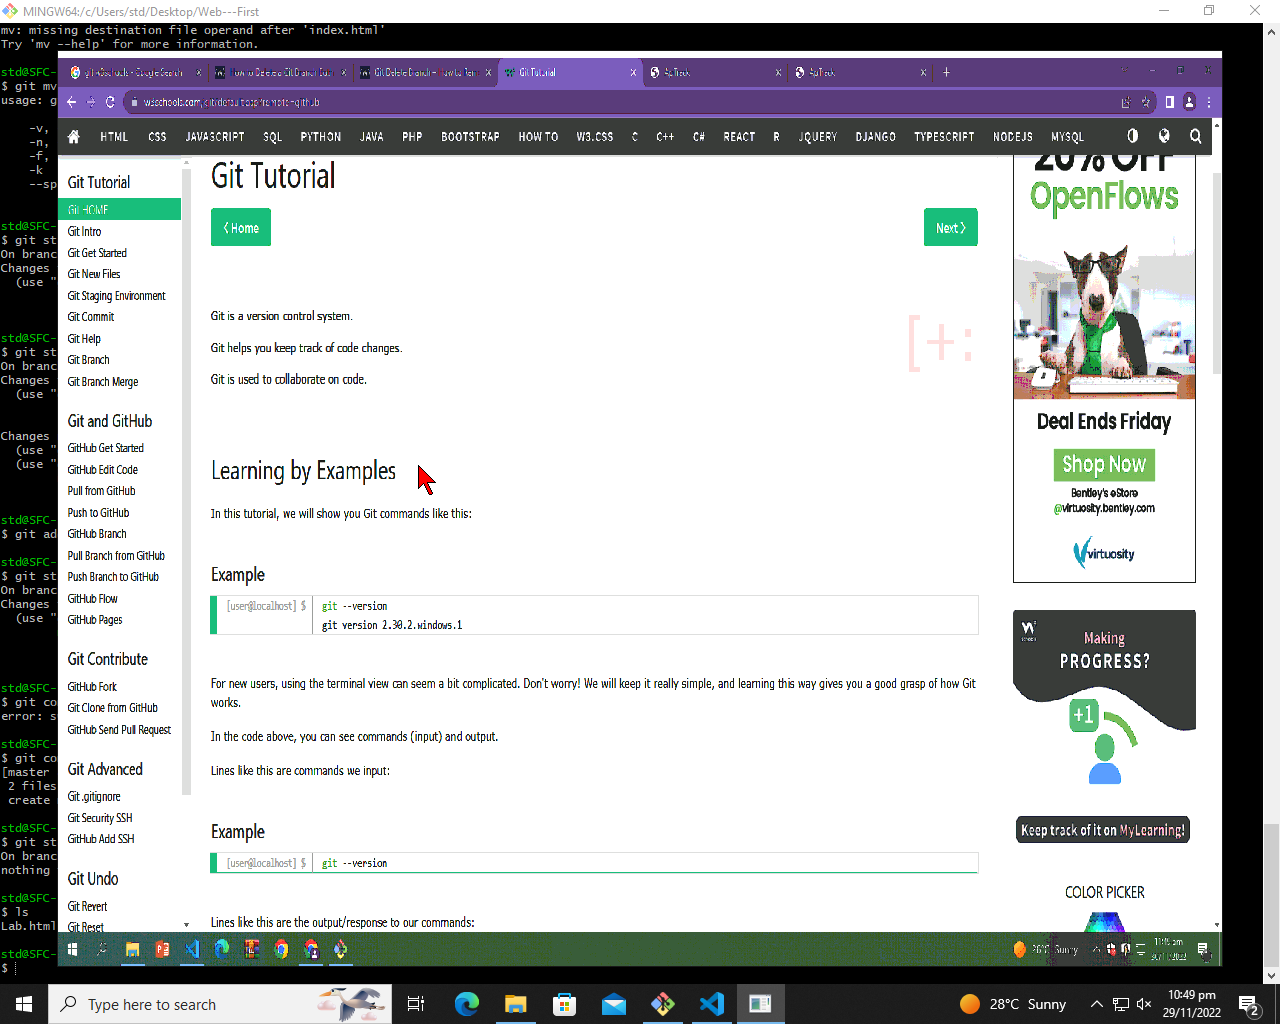 MINGW64:/c/Users/std/Desktop/Web---First
mv: missing destination file operand after 'index.html'
Try 'mv --help' for more information.
std@SFC-
$ git mv
usage: g
-v,
-n,
-f,
-k
--sp
std@SFC-
$ git st
On branc
Changes
(use "
std@SFC-
$ git st
On branc
Changes
(use "
Changes
(use "
(use "
std@SFC-
$ git ad
std@SFC-
$ git st
On branc
Changes
(use "
std@SFC-
$ git co
error: s
std@SFC-
$ git co
[master
2 files
create
std@SFC-
$ git st
On branc
nothing
std@SFC-
$ ls
Lab.html
std@SFC-
$
Git Tutorial
HTML CSS JAVASCRIPT SQL PYTHON JAVA PHP BOOTSTRAP HOW TO W3.CSS C C++ C# REACT R JQUERY DJANGO TYPESCRIPT NODEJS MYSQL
Git Tutorial
Git HOME
Git Intro
Git Get Started
Git New Files
Git Staging Environment
Git Commit
Git Help
Git Branch
Git Branch Merge
Git and GitHub
GitHub Get Started
GitHub Edit Code
Pull from GitHub
Push to GitHub
GitHub Branch
Pull Branch from GitHub
Push Branch to GitHub
GitHub Flow
GitHub Pages
Git Contribute
GitHub Fork
Git Clone from GitHub
GitHub Send Pull Request
Git Advanced
Git .gitignore
Git Security SSH
GitHub Add SSH
Git Undo
Git Revert
Git Reset
Git Tutorial
❮ Home
Next ❯
Git is a version control system.
Git helps you keep track of code changes.
Git is used to collaborate on code.
[+:
Learning by Examples
In this tutorial, we will show you Git commands like this:
Example
[user@localhost] $ git --version
git version 2.30.2.windows.1
For new users, using the terminal view can seem a bit complicated. Don't worry! We will keep it really simple, and learning this way gives you a good grasp of how Git
works.
In the code above, you can see commands (input) and output.
Lines like this are commands we input:
Example
[user@localhost] $ git --version
Lines like this are the output/response to our commands:
20% OFF
OpenFlows
Deal Ends Friday
Shop Now
Bentley's eStore
@virtuosity.bentley.com
Virtuosity
Making
PROGRESS?
+1
Keep track of it on MyLearning!
COLOR PICKER
Sunny
30/11/2022
Type here to search
28°C Sunny
10:49 pm
29/11/2022
2